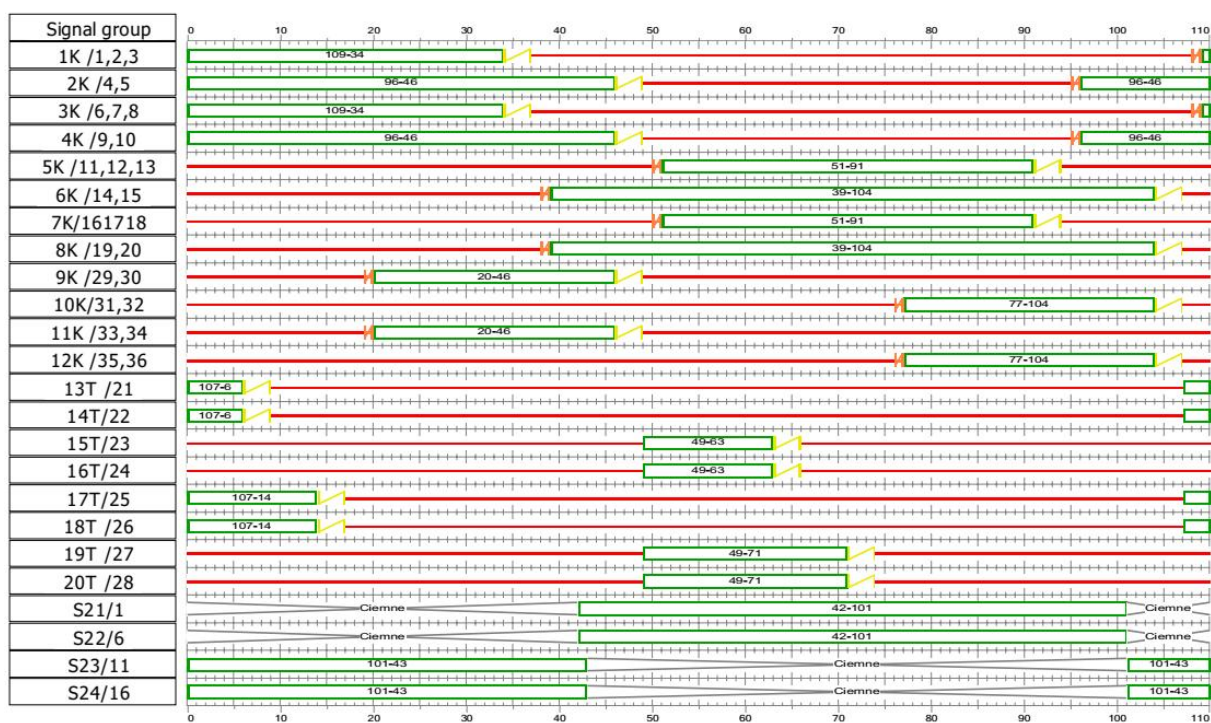 Signal group 0 10 20 30 40 50 60 70 80 90 100 110
1K /1,2,3 109-34
2K /4,5 96-46 96-46
3K /6,7,8 109-34
4K /9,10 96-46 96-46
5K /11,12,13 51-91
6K /14,15 39-104
7K/161718 51-91
8K /19,20 39-104
9K /29,30 20-46
10K/31,32 77-104
11K /33,34 20-46
12K /35,36 77-104
13T /21 107-6
14T/22 107-6
15T/23 49-63
16T/24 49-63
17T/25 107-14
18T /26 107-14
19T /27 49-71
20T /28 49-71
S21/1 Ciemne 42-101 Ciemne
S22/6 Ciemne 42-101 Ciemne
S23/11 101-43 Ciemne 101-43
S24/16 101-43 Ciemne 101-43
0 10 20 30 40 50 60 70 80 90 100 110